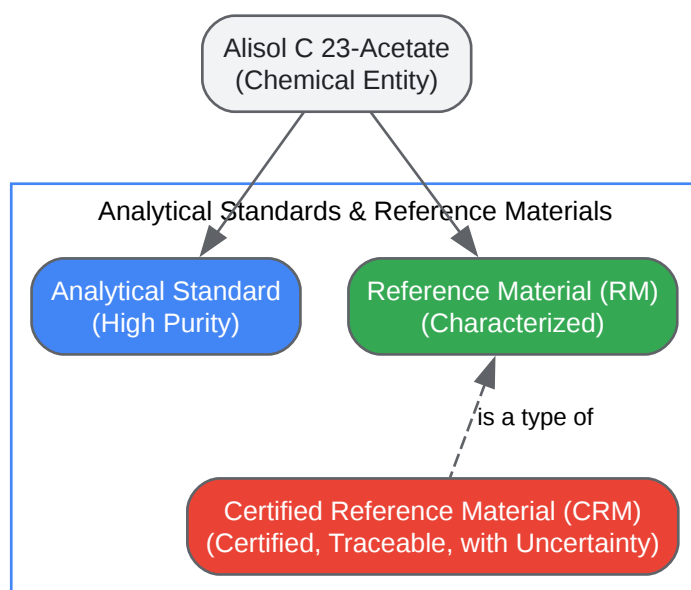 Alisol C 23-Acetate
(Chemical Entity)
Analytical Standards & Reference Materials
Analytical Standard
(High Purity)
Reference Material (RM)
(Characterized)
is a type of
Certified Reference Material (CRM)
(Certified, Traceable, with Uncertainty)